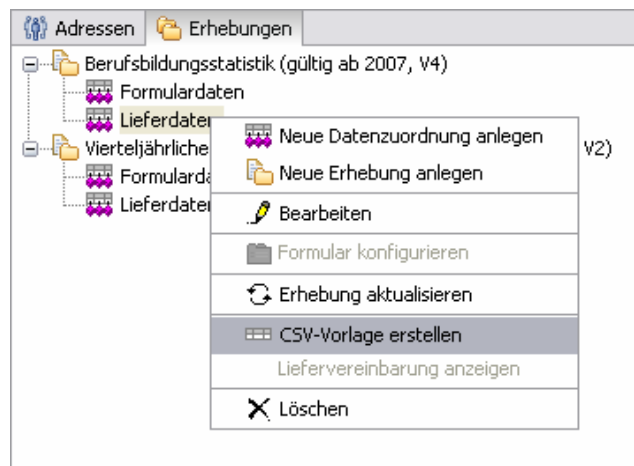 Adressen Erhebungen
Berufsbildungsstatistik (gültig ab 2007, V4)
Formulardaten
Lieferdaten
Vierteljährliche V2)
Formularda
Lieferdate
Neue Datenzuordnung anlegen
Neue Erhebung anlegen
Bearbeiten
Formular konfigurieren
Erhebung aktualisieren
CSV-Vorlage erstellen
Liefervereinbarung anzeigen
Löschen